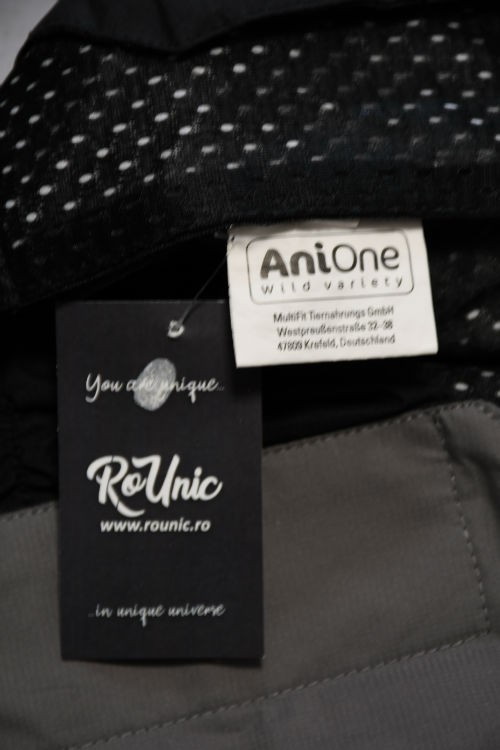 AniOne
wild variety
MultiFit Tiernahrungs GmbH
Westpreußenstraße 32-38
47809 Krefeld, Deutschland
You are unique...
RoUnic
www.rounic.ro
...in unique universe